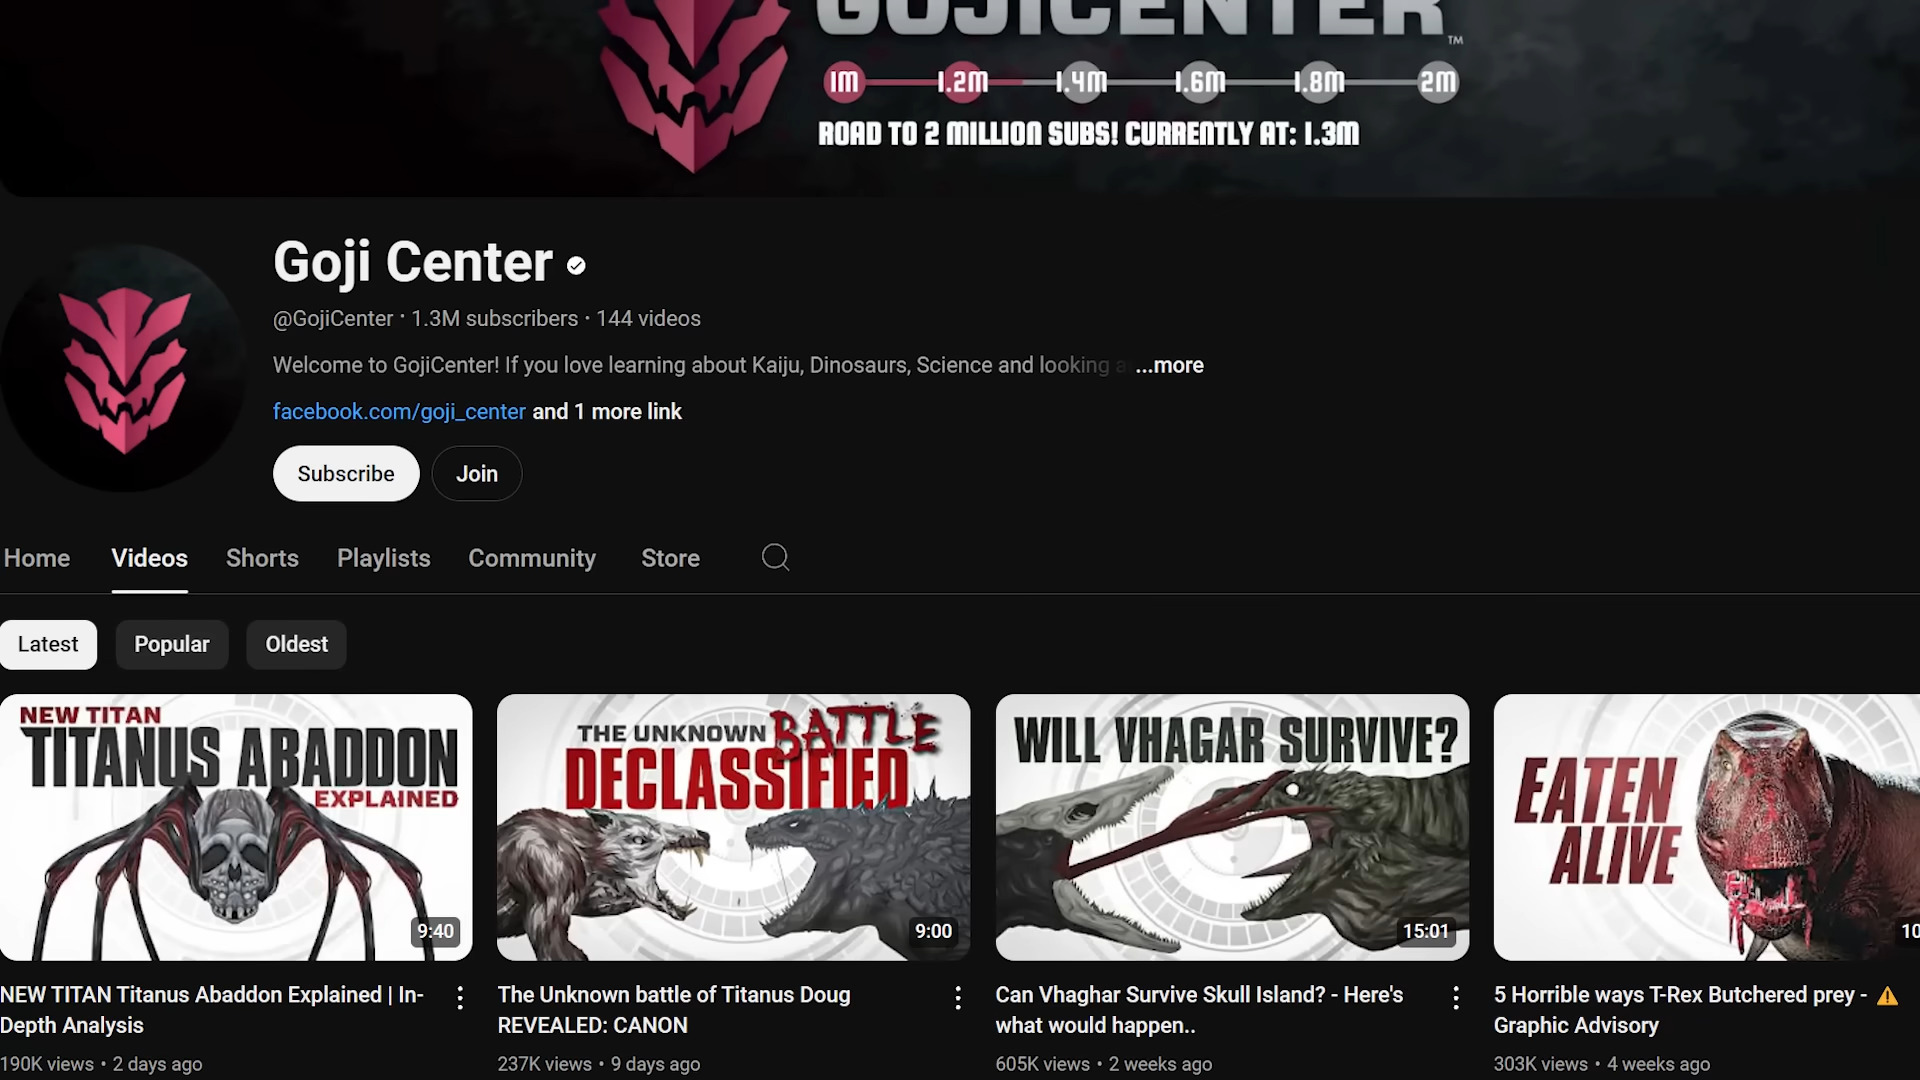 GOJICENTER™
1M 1.2M 1.4M 1.6M 1.8M 2M
ROAD TO 2 MILLION SUBS! CURRENTLY AT: 1.3M
Goji Center
@GojiCenter · 1.3M subscribers · 144 videos
Welcome to GojiCenter! If you love learning about Kaiju, Dinosaurs, Science and looking ...more
facebook.com/goji_center and 1 more link
Subscribe Join
Home Videos Shorts Playlists Community Store
Latest Popular Oldest
NEW TITAN
TITANUS ABADDON
EXPLAINED
9:40
THE UNKNOWN BATTLE
DECLASSIFIED
9:00
WILL VHAGAR SURVIVE?
15:01
EATEN
ALIVE
10
NEW TITAN Titanus Abaddon Explained | In-
Depth Analysis
190K views • 2 days ago
The Unknown battle of Titanus Doug
REVEALED: CANON
237K views • 9 days ago
Can Vhaghar Survive Skull Island? - Here's
what would happen..
605K views • 2 weeks ago
5 Horrible ways T-Rex Butchered prey - ⚠️
Graphic Advisory
303K views • 4 weeks ago